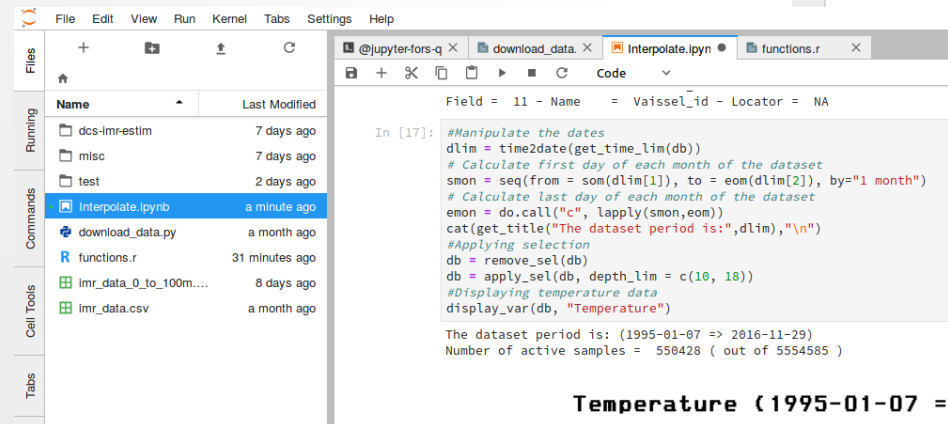 File Edit View Run Kernel Tabs Settings Help
Files
Running
Commands
Cell Tools
Tabs
Name Last Modified
dcs-imr-estim 7 days ago
misc 7 days ago
test 2 days ago
Interpolate.ipynb a minute ago
download_data.py a month ago
functions.r 31 minutes ago
imr_data_0_to_100m.... 8 days ago
imr_data.csv a month ago
@jupyter-fors-q download_data. Interpolate.ipyn functions.r
Code
Field = 11 - Name = Vaissel_id - Locator = NA
In [17]:
#Manipulate the dates
dlim = time2date(get_time_lim(db))
# Calculate first day of each month of the dataset
smon = seq(from = som(dlim[1]), to = eom(dlim[2]), by="1 month")
# Calculate last day of each month of the dataset
emon = do.call("c", lapply(smon,eom))
cat(get_title("The dataset period is:",dlim),"\n")
#Applying selection
db = remove_sel(db)
db = apply_sel(db, depth_lim = c(10, 18))
#Displaying temperature data
display_var(db, "Temperature")
The dataset period is: (1995-01-07 => 2016-11-29)
Number of active samples = 550428 ( out of 5554585 )
Temperature (1995-01-07 =